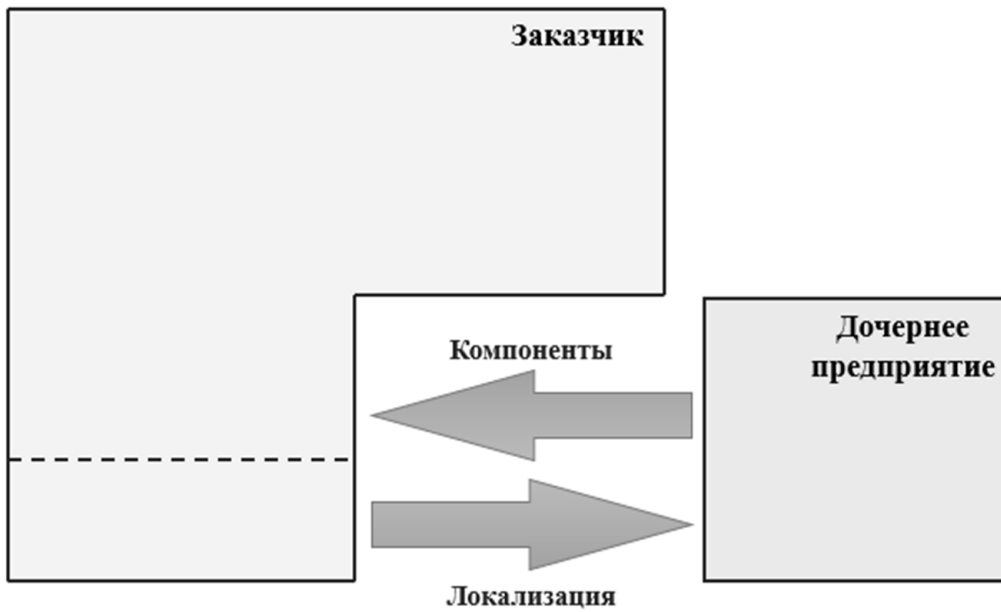 Заказчик
Дочернее
предприятие
Компоненты
Локализация